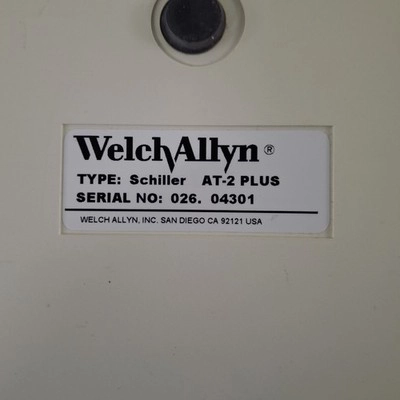 WelchAllyn®
TYPE: Schiller AT-2 PLUS
SERIAL NO: 026. 04301
WELCH ALLYN, INC. SAN DIEGO CA 92121 USA